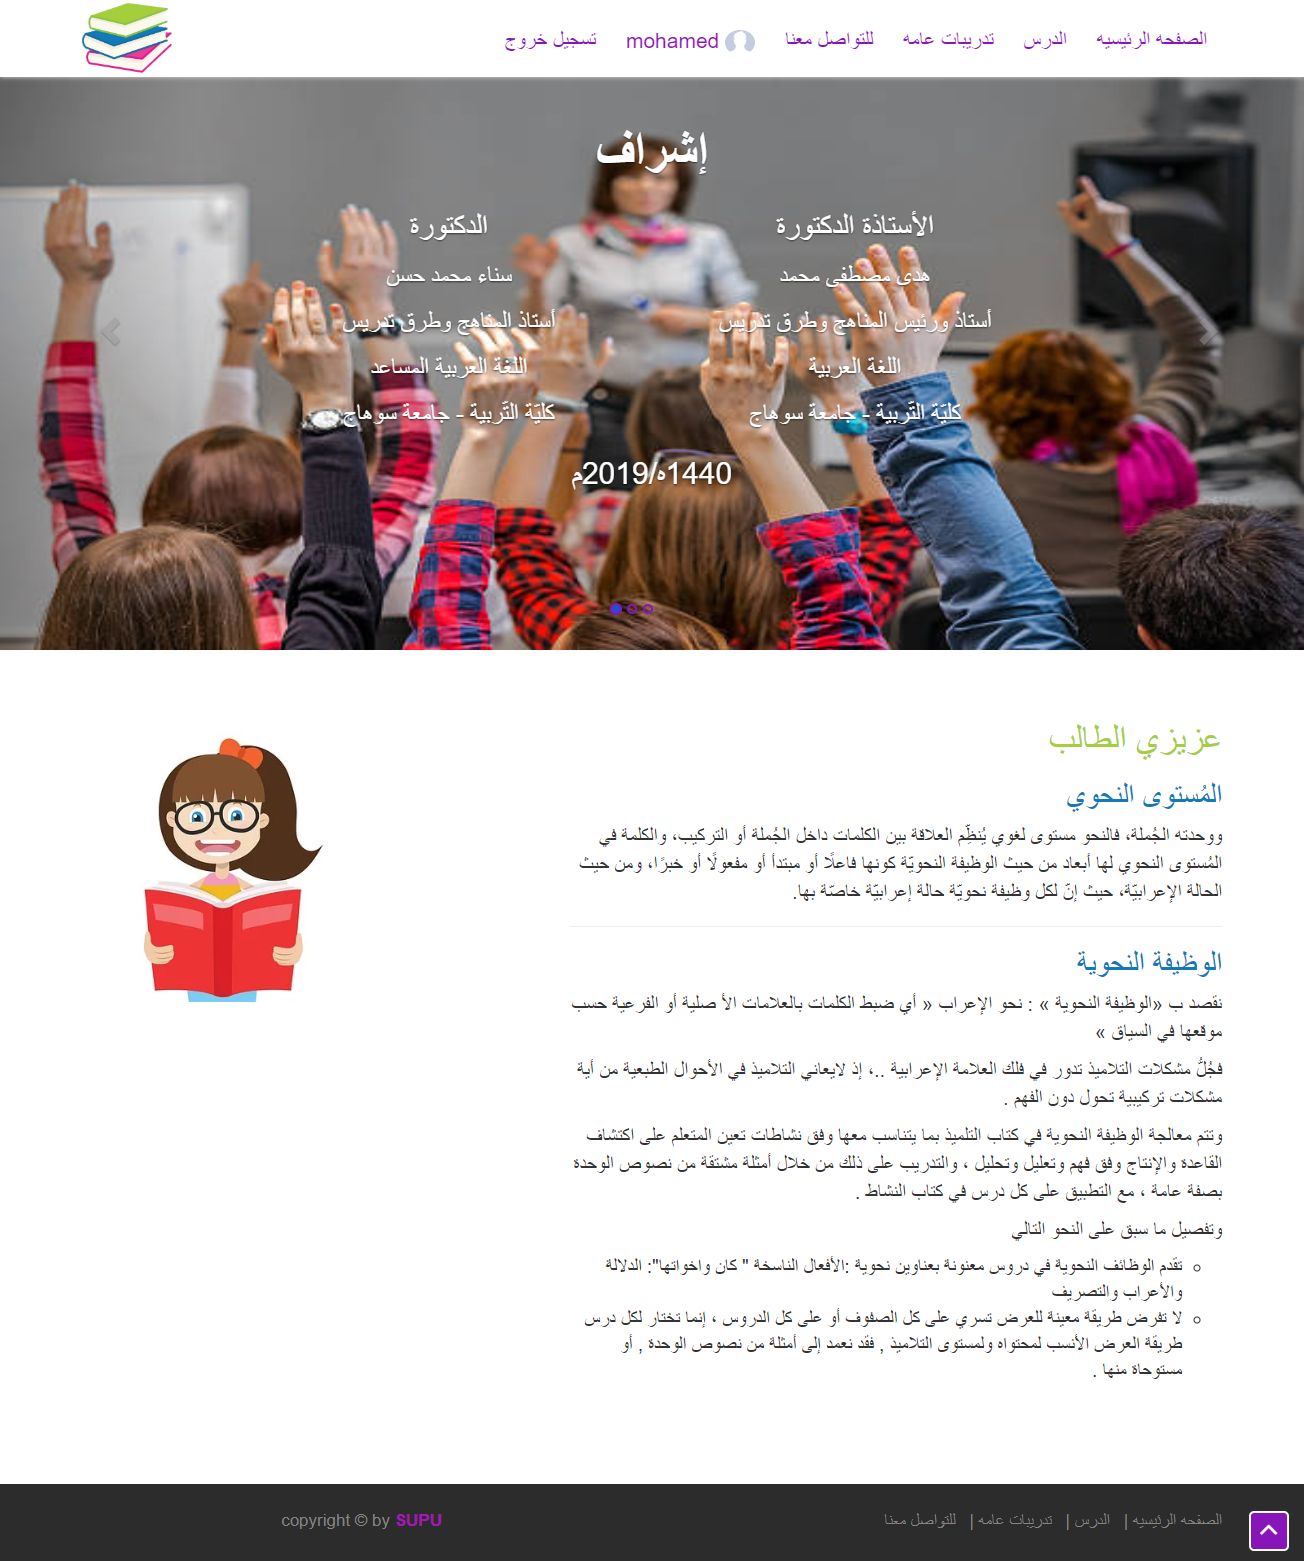 الصفحه الرئيسيه
الدرس
تدريبات عامه
للتواصل معنا
mohamed
تسجيل خروج
إشراف
الأستاذة الدكتورة
هدى مصطفى محمد
أستاذ ورئيس المناهج وطرق تدريس
اللغة العربية
كليّة التّربية - جامعة سوهاج
الدكتورة
سناء محمد حسن
أستاذ المناهج وطرق تدريس
اللغة العربية المساعد
كليّة التّربية - جامعة سوهاج
1440ه/2019م
عزيزي الطالب
المُستوى النحوي
ووحدته الجُملة، فالنحو مستوى لغوي يُنظِّم العلاقة بين الكلمات داخل الجُملة أو التركيب، والكلمة في
المُستوى النحوي لها أبعاد من حيث الوظيفة النحويّة كونها فاعلًا أو مبتدأ أو مفعولًا أو خبرًا، ومن حيث
الحالة الإعرابيّة، حيث إنّ لكل وظيفة نحويّة حالة إعرابيّة خاصّة بها.
الوظيفة النحوية
نقصد ب «الوظيفة النحوية » : نحو الإعراب « أي ضبط الكلمات بالعلامات الأ صلية أو الفرعية حسب
موقعها في السياق »
فجُلُّ مشكلات التلاميذ تدور في فلك العلامة الإعرابية ..، إذ لايعاني التلاميذ في الأحوال الطبعية من أية
مشكلات تركيبية تحول دون الفهم .
وتتم معالجة الوظيفة النحوية في كتاب التلميذ بما يتناسب معها وفق نشاطات تعين المتعلم على اكتشاف
القاعدة والإنتاج وفق فهم وتعليل وتحليل ، والتدريب على ذلك من خلال أمثلة مشتقة من نصوص الوحدة
بصفة عامة ، مع التطبيق على كل درس في كتاب النشاط .
وتفصيل ما سبق على النحو التالي
تقدم الوظائف النحوية في دروس معنونة بعناوين نحوية :الأفعال الناسخة " كان واخواتها": الدلالة
والأعراب والتصريف
لا تفرض طريقة معينة للعرض تسري على كل الصفوف أو على كل الدروس ، إنما تختار لكل درس
طريقة العرض الأنسب لمحتواه ولمستوى التلاميذ , فقد نعمد إلى أمثلة من نصوص الوحدة , أو
مستوحاة منها .
الصفحه الرئيسيه | الدرس | تدريبات عامه | للتواصل معنا
copyright © by SUPU